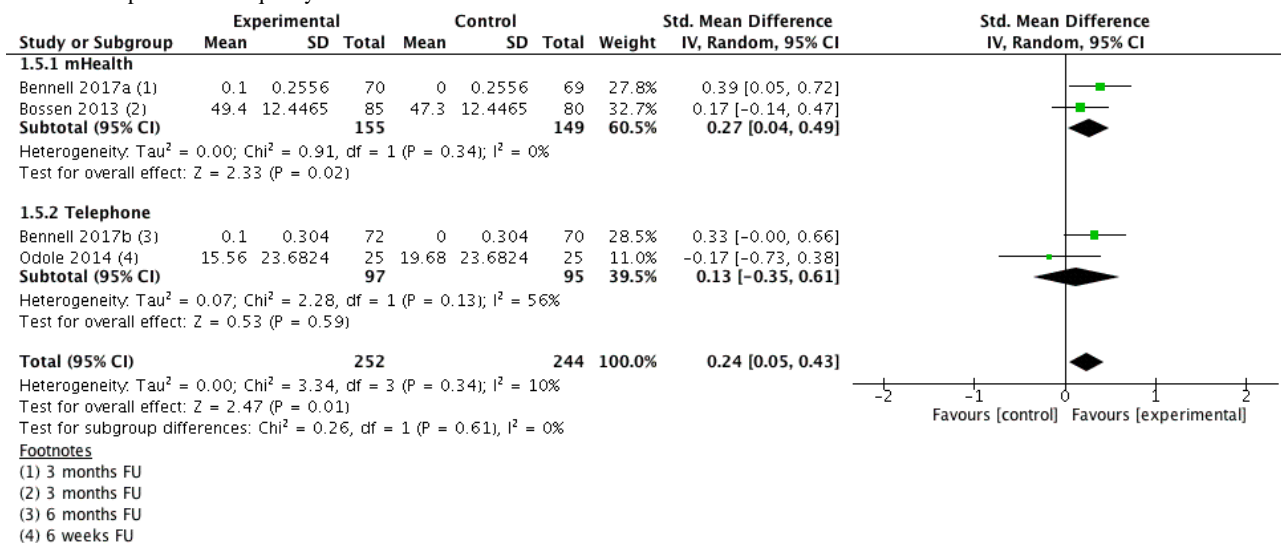 Experimental Control Std. Mean Difference Std. Mean Difference
Study or Subgroup Mean SD Total Mean SD Total Weight IV, Random, 95% CI IV, Random, 95% CI
1.5.1 mHealth
Bennell 2017a (1) 0.1 0.2556 70 0 0.2556 69 27.8% 0.39 [0.05, 0.72]
Bossen 2013 (2) 49.4 12.4465 85 47.3 12.4465 80 32.7% 0.17 [-0.14, 0.47]
Subtotal (95% CI) 155 149 60.5% 0.27 [0.04, 0.49]
Heterogeneity: Tau² = 0.00; Chi² = 0.91, df = 1 (P = 0.34); I² = 0%
Test for overall effect: Z = 2.33 (P = 0.02)
1.5.2 Telephone
Bennell 2017b (3) 0.1 0.304 72 0 0.304 70 28.5% 0.33 [-0.00, 0.66]
Odole 2014 (4) 15.56 23.6824 25 19.68 23.6824 25 11.0% -0.17 [-0.73, 0.38]
Subtotal (95% CI) 97 95 39.5% 0.13 [-0.35, 0.61]
Heterogeneity: Tau² = 0.07; Chi² = 2.28, df = 1 (P = 0.13); I² = 56%
Test for overall effect: Z = 0.53 (P = 0.59)
Total (95% CI) 252 244 100.0% 0.24 [0.05, 0.43]
Heterogeneity: Tau² = 0.00; Chi² = 3.34, df = 3 (P = 0.34); I² = 10%
Test for overall effect: Z = 2.47 (P = 0.01)
Test for subgroup differences: Chi² = 0.26, df = 1 (P = 0.61), I² = 0%
-2 -1 0 1 2
Favours [control] Favours [experimental]
Footnotes
(1) 3 months FU
(2) 3 months FU
(3) 6 months FU
(4) 6 weeks FU